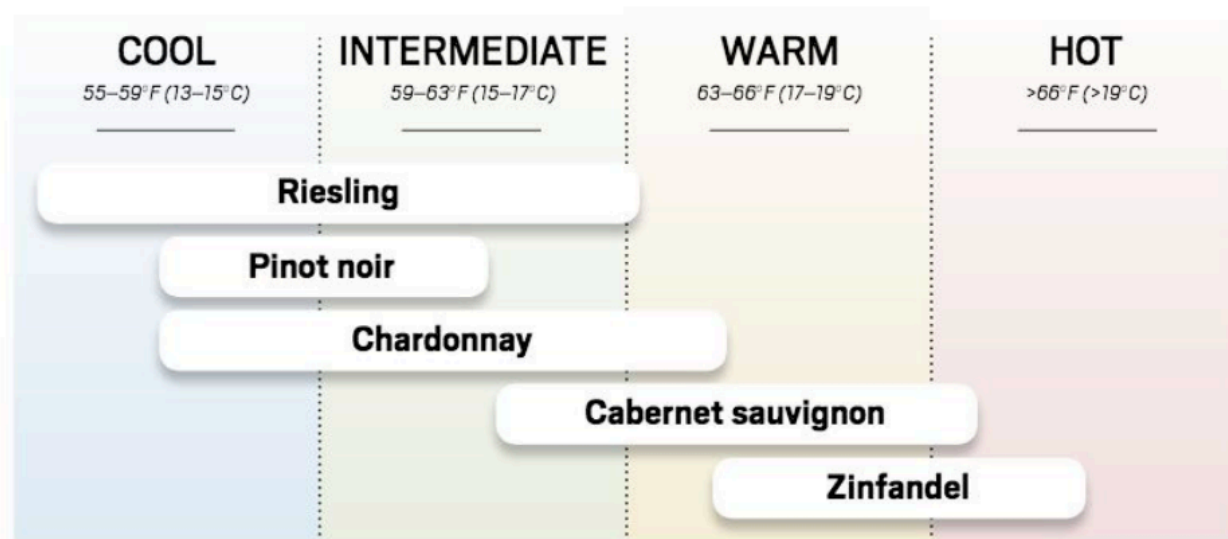 COOL INTERMEDIATE WARM HOT
55–59°F (13–15°C) 59–63°F (15–17°C) 63–66°F (17–19°C) >66°F (>19°C)
Riesling
Pinot noir
Chardonnay
Cabernet sauvignon
Zinfandel